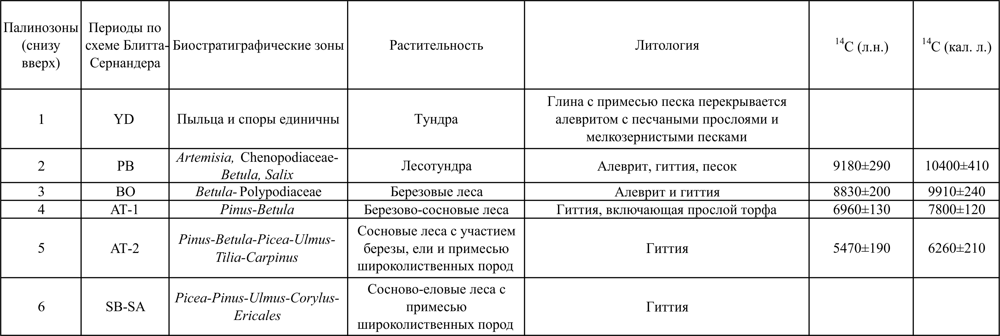 Палинозоны
(снизу
вверх)
Периоды по
схеме Блитта-
Сернандера
Биостратиграфические зоны
Растительность
Литология
¹⁴C (л.н.)
¹⁴C (кал. л.)
1
YD
Пыльца и споры единичны
Тундра
Глина с примесью песка перекрывается
алевритом с песчаными прослоями и
мелкозернистыми песками
2
PB
Artemisia, Chenopodiaceae-
Betula, Salix
Лесотундра
Алеврит, гиттия, песок
9180±290
10400±410
3
BO
Betula- Polypodiaceae
Березовые леса
Алеврит и гиттия
8830±200
9910±240
4
AT-1
Pinus-Betula
Березово-сосновые леса
Гиттия, включающая прослой торфа
6960±130
7800±120
5
AT-2
Pinus-Betula-Picea-Ulmus-
Tilia-Carpinus
Сосновые леса с участием
березы, ели и примесью
широколиственных пород
Гиттия
5470±190
6260±210
6
SB-SA
Picea-Pinus-Ulmus-Corylus-
Ericales
Сосново-еловые леса с
примесью
широколиственных пород
Гиттия